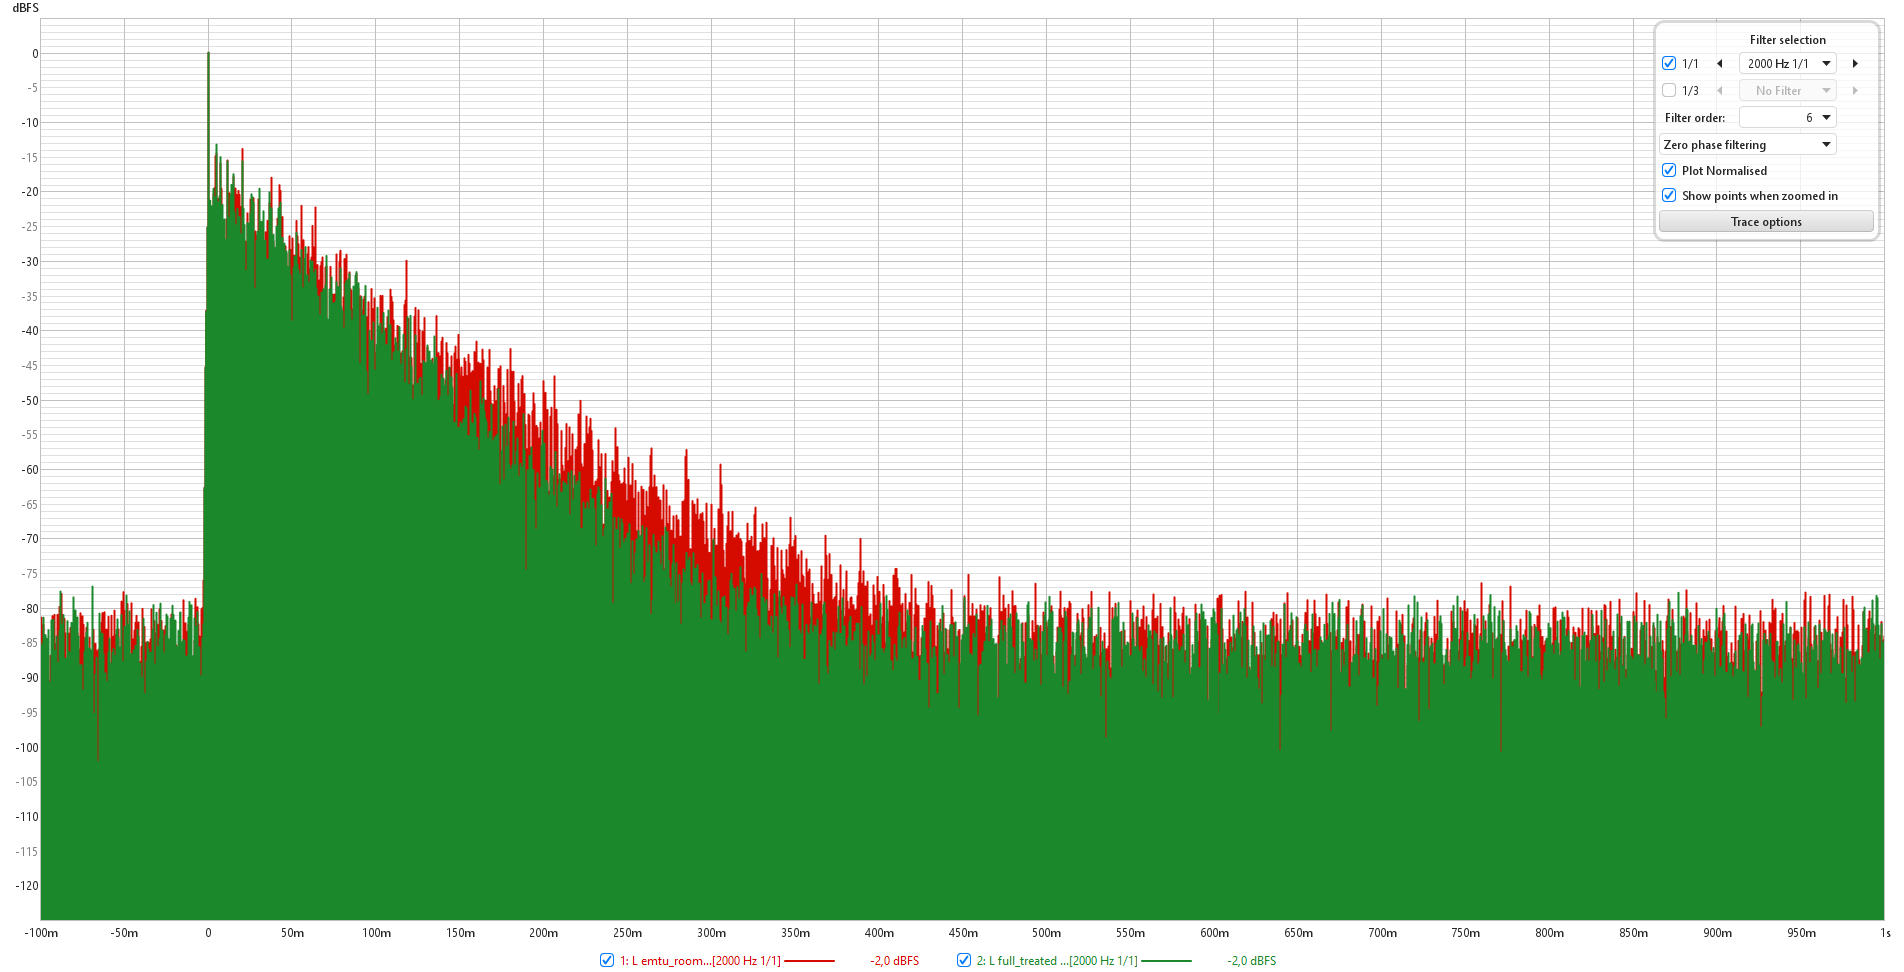 dBFS
0
-5
-10
-15
-20
-25
-30
-35
-40
-45
-50
-55
-60
-65
-70
-75
-80
-85
-90
-95
-100
-105
-110
-115
-120
Filter selection
1/1 2000 Hz 1/1
1/3 No Filter
Filter order: 6
Zero phase filtering
Plot Normalised
Show points when zoomed in
Trace options
-100m -50m 0 50m 100m 150m 200m 250m 300m 350m 400m 450m 500m 550m 600m 650m 700m 750m 800m 850m 900m 950m 1s
1: L emtu_room...[2000 Hz 1/1] -2,0 dBFS 2: L full_treated ...[2000 Hz 1/1] -2,0 dBFS